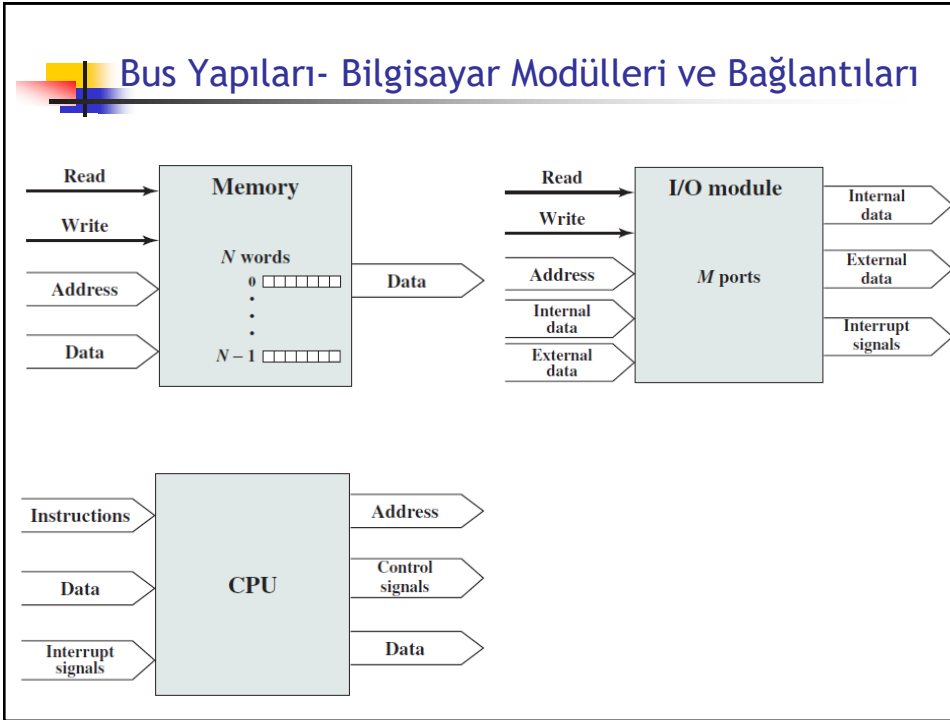 Bus Yapıları- Bilgisayar Modülleri ve Bağlantıları
Read
Write
Address
Data
Memory
N words
0
N – 1
Data
Read
Write
Address
Internal
data
External
data
I/O module
M ports
Internal
data
External
data
Interrupt
signals
Instructions
Data
Interrupt
signals
CPU
Address
Control
signals
Data